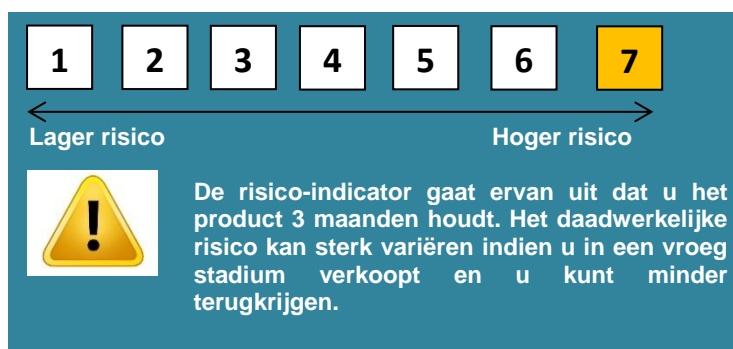 1 2 3 4 5 6 7
Lager risico Hoger risico
De risico-indicator gaat ervan uit dat u het
product 3 maanden houdt. Het daadwerkelijke
risico kan sterk variëren indien u in een vroeg
stadium verkoopt en u kunt minder
terugkrijgen.